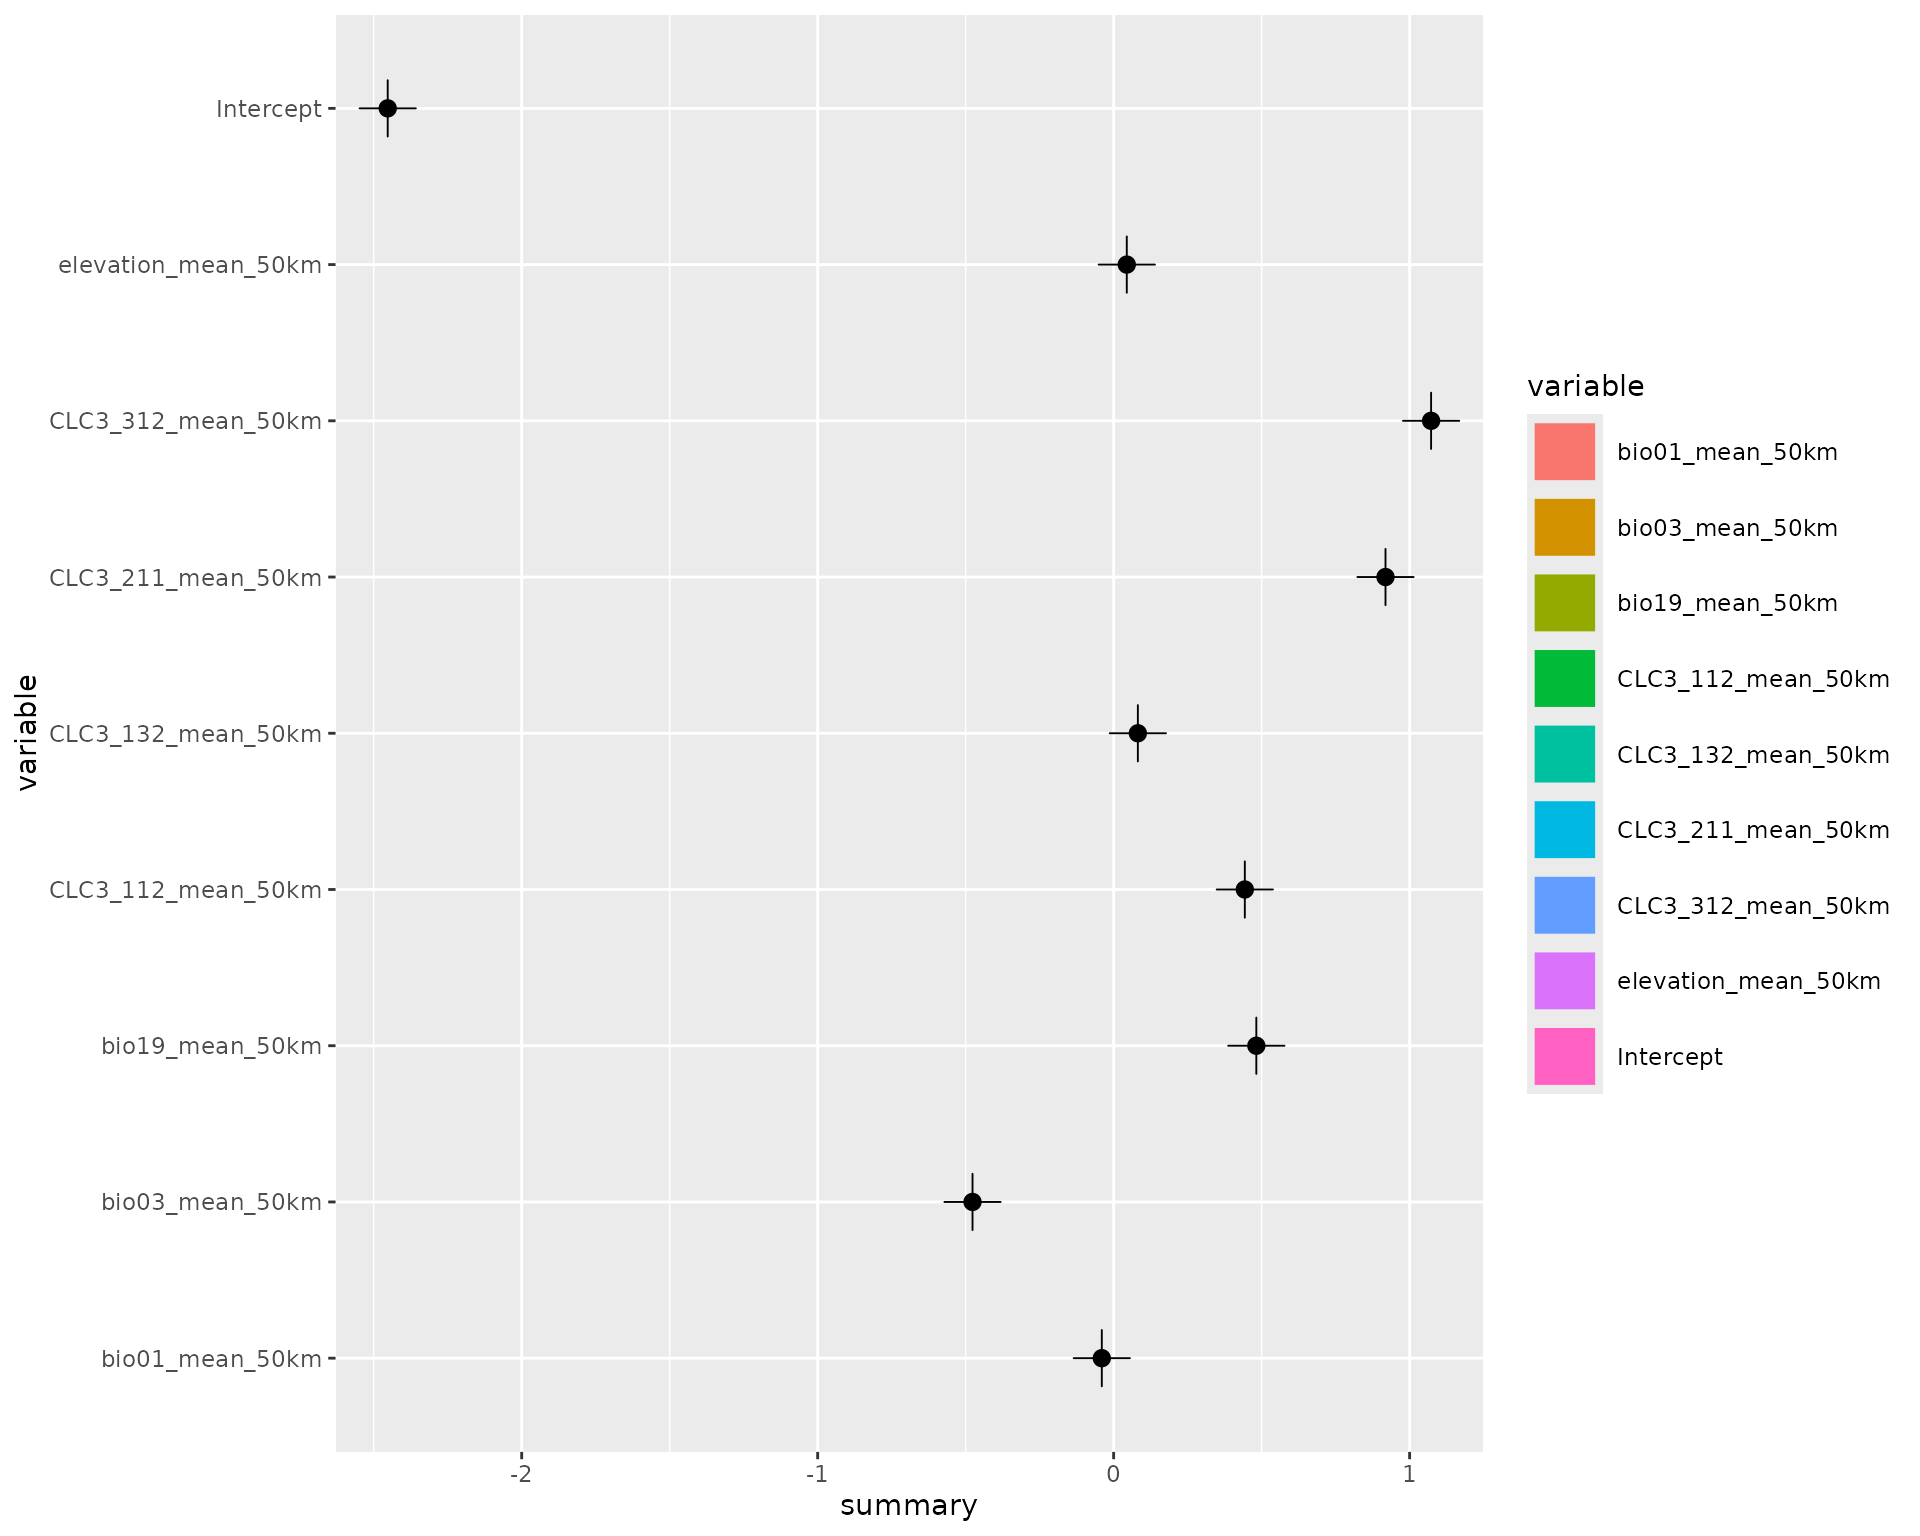 Intercept
elevation_mean_50km
CLC3_312_mean_50km
CLC3_211_mean_50km
CLC3_132_mean_50km
CLC3_112_mean_50km
bio19_mean_50km
bio03_mean_50km
bio01_mean_50km
variable
-2
-1
0
1
summary
variable
bio01_mean_50km
bio03_mean_50km
bio19_mean_50km
CLC3_112_mean_50km
CLC3_132_mean_50km
CLC3_211_mean_50km
CLC3_312_mean_50km
elevation_mean_50km
Intercept